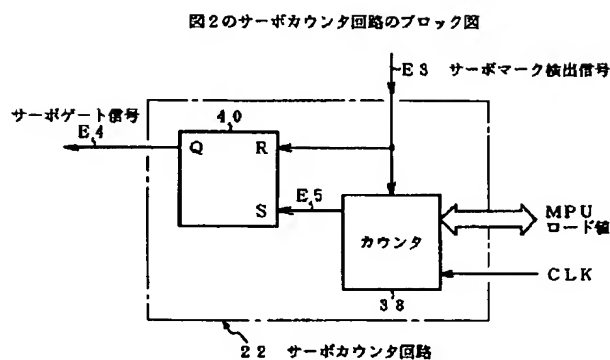 図2のサーボカウンタ回路のブロック図
E3 サーボマーク検出信号
サーボゲート信号
E4
40
Q
R
S
E5
カウンタ
38
MPU
ロード値
CLK
22 サーボカウンタ回路